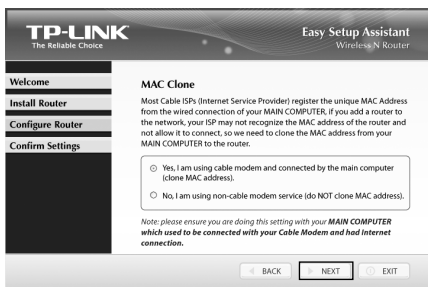 TP-LINK
The Reliable Choice
Easy Setup Assistant
Wireless N Router
Welcome
Install Router
Configure Router
Confirm Settings
MAC Clone
Most Cable ISPs (Internet Service Provider) register the unique MAC Address
from the wired connection of your MAIN COMPUTER, if you add a router to
the network, your ISP may not recognize the MAC address of the router and
not allow it to connect, so we need to clone the MAC address from your
MAIN COMPUTER to the router.
Yes, I am using cable modem and connected by the main computer
(clone MAC address).
No, I am using non-cable modem service (do NOT clone MAC address).
Note: please ensure you are doing this setting with your MAIN COMPUTER
which used to be connected with your Cable Modem and had Internet
connection.
BACK
NEXT
EXIT